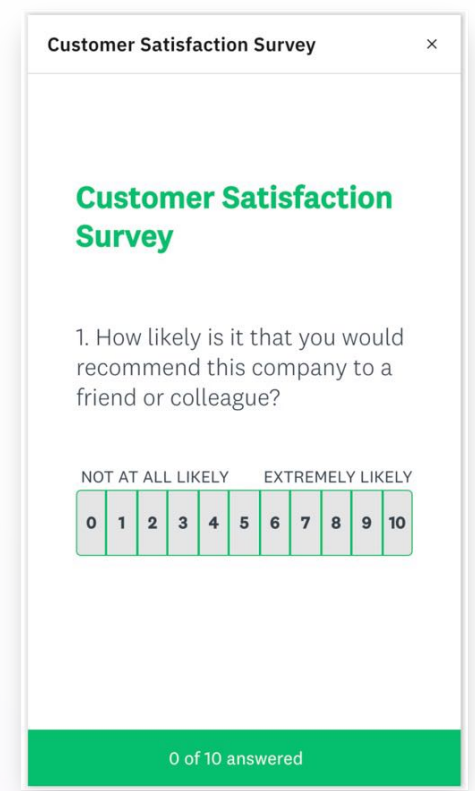 Customer Satisfaction Survey ×
Customer Satisfaction
Survey
1. How likely is it that you would
recommend this company to a
friend or colleague?
NOT AT ALL LIKELY EXTREMELY LIKELY
0 1 2 3 4 5 6 7 8 9 10
0 of 10 answered